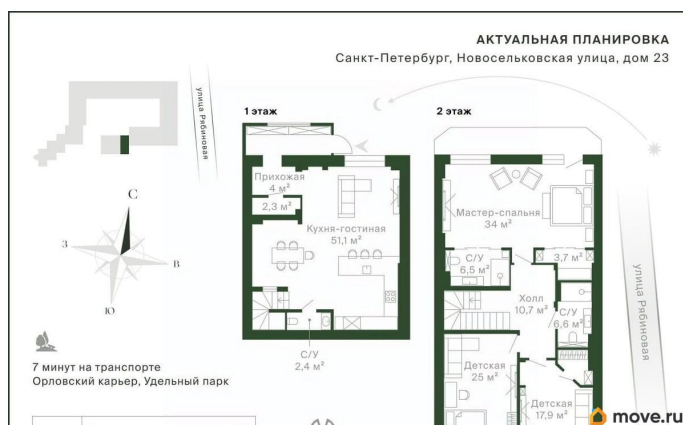 АКТУАЛЬНАЯ ПЛАНИРОВКА
Санкт-Петербург, Новосельковская улица, дом 23
улица Рябиновая
1 этаж
2 этаж
Прихожая
4 м²
2,3 м²
Кухня-гостиная
51,1 м²
С/У
2,4 м²
Мастер-спальня
34 м²
С/У
6,5 м²
3,7 м²
Холл
10,7 м²
С/У
6,6 м²
Детская
25 м²
Детская
17,9 м²
улица Рябиновая
С
З
В
Ю
7 минут на транспорте
Орловский карьер, Удельный парк
move.ru